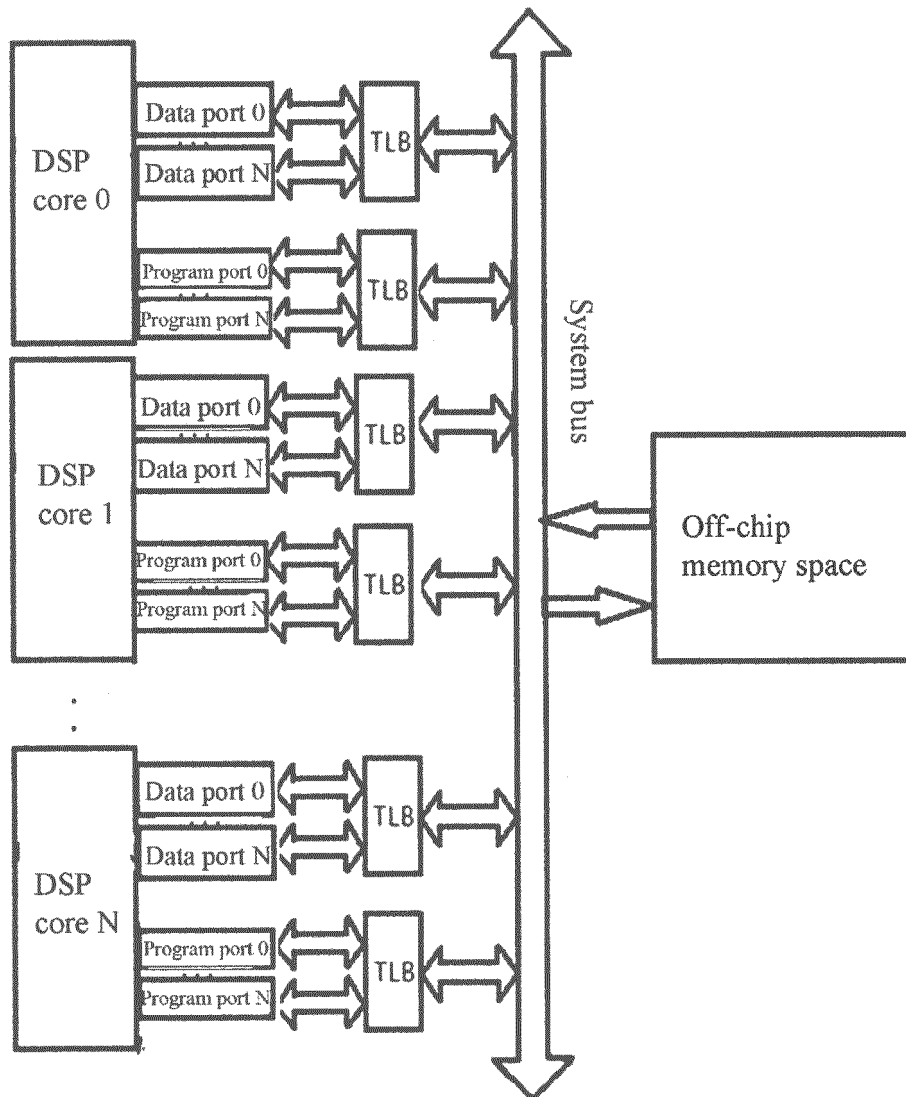 DSP
core 0
Data port 0
Data port N
TLB
Program port 0
Program port N
TLB
DSP
core 1
Data port 0
Data port N
TLB
Program port 0
Program port N
TLB
DSP
core N
Data port 0
Data port N
TLB
Program port 0
Program port N
TLB
System bus
Off-chip
memory space